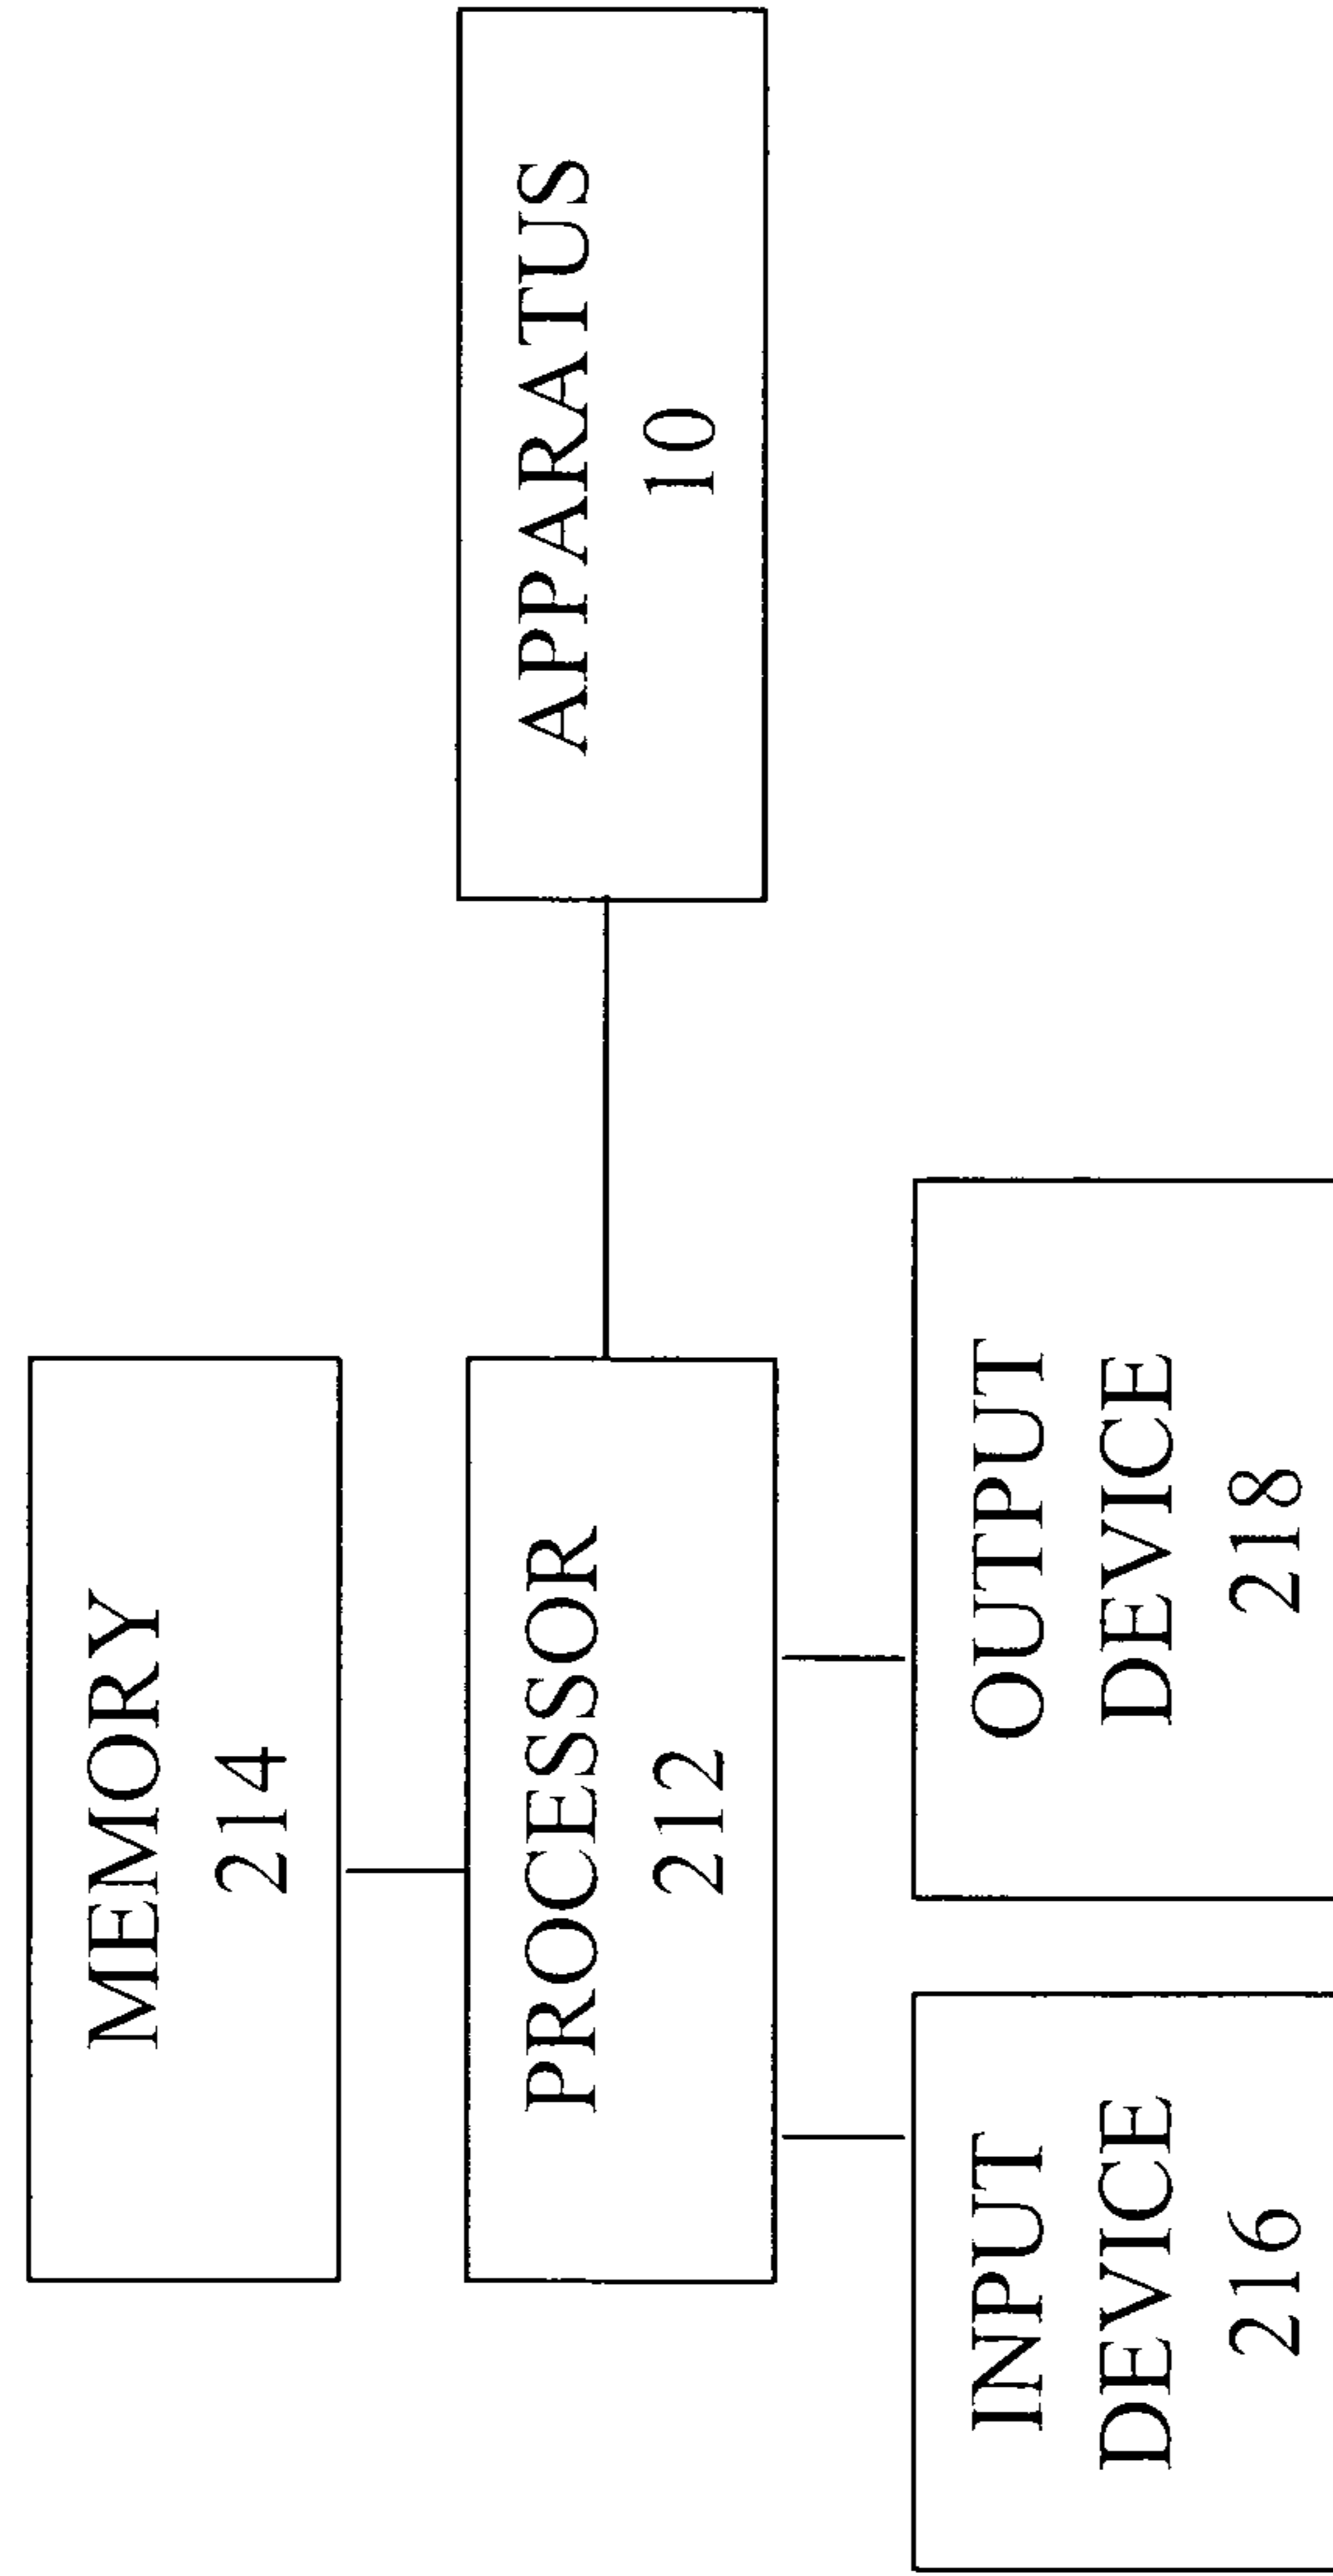 MEMORY
214
PROCESSOR
212
APPARATUS
10
INPUT
DEVICE
216
OUTPUT
DEVICE
218